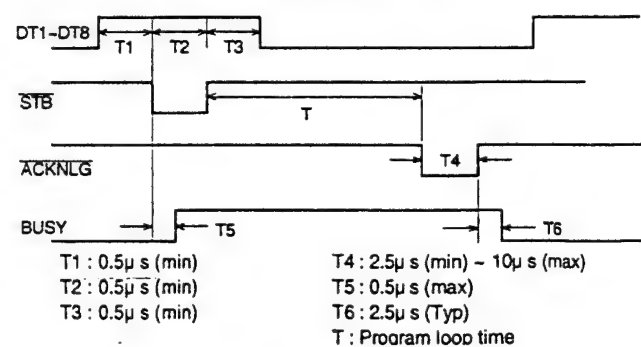 DT1~DT8
T1
T2
T3
STB
T
ACKNLG
T4
BUSY
T5
T6
T1 : 0.5μ s (min)
T2 : 0.5μ s (min)
T3 : 0.5μ s (min)
T4 : 2.5μ s (min) ~ 10μ s (max)
T5 : 0.5μ s (max)
T6 : 2.5μ s (Typ)
T : Program loop time